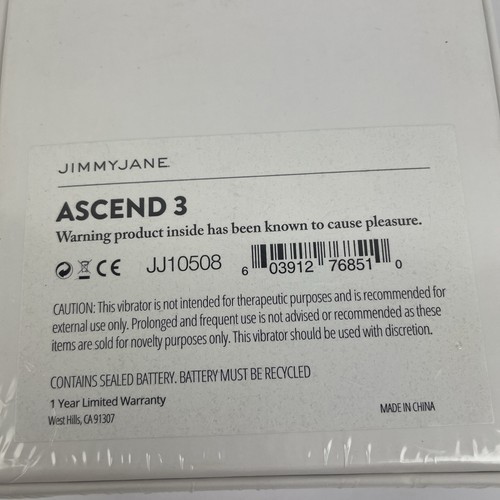 JIMMYJANE
ASCEND 3
Warning product inside has been known to cause pleasure.
CE JJ10508 6 03912 76851 0
CAUTION: This vibrator is not intended for therapeutic purposes and is recommended for
external use only. Prolonged and frequent use is not advised or recommended as these
items are sold for novelty purposes only. This vibrator should be used with discretion.
CONTAINS SEALED BATTERY. BATTERY MUST BE RECYCLED
1 Year Limited Warranty
West Hills, CA 91307
MADE IN CHINA